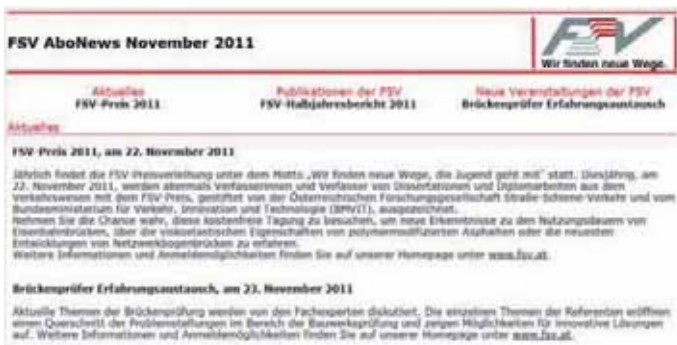 FSV AboNews November 2011
FSV
Wir finden neue Wege.
Aktuelles
FSV-Preis 2011
Publikationen der FSV
FSV-Halbjahresbericht 2011
Neue Veranstaltungen der FSV
Brückenprüfer Erfahrungsaustausch
Aktuelles
FSV-Preis 2011, am 22. November 2011
Jährlich findet die FSV-Preisverleihung unter dem Motto „Wir finden neue Wege, die Jugend geht mit" statt. Diesjährig, am
22. November 2011, werden abermals Verfasserinnen und Verfasser von Dissertationen und Diplomarbeiten aus dem
Verkehrswesen mit dem FSV-Preis, gestiftet von der Österreichischen Forschungsgesellschaft Straße-Schiene-Verkehr und vom
Bundesministerium für Verkehr, Innovation und Technologie (BMVIT), ausgezeichnet.
Nehmen Sie die Chance wahr, diese kostenfreie Tagung zu besuchen, um neue Erkenntnisse zu den Nutzungsdauern von
Eisenbahnbrücken, über die viskoelastischen Eigenschaften von polymermodifizierten Asphalten oder die neuesten
Entwicklungen von Netzwerkbogenbrücken zu erfahren.
Weitere Informationen und Anmeldemöglichkeiten finden Sie auf unserer Homepage unter www.fsv.at.
Brückenprüfer Erfahrungsaustausch, am 23. November 2011
Aktuelle Themen der Brückenprüfung werden von den Fachexperten diskutiert. Die einzelnen Themen der Referenten eröffnen
einen Querschnitt der Problemstellungen im Bereich der Bauwerksprüfung und zeigen Möglichkeiten für innovative Lösungen
auf. Weitere Informationen und Anmeldemöglichkeiten finden Sie auf unserer Homepage unter www.fsv.at.